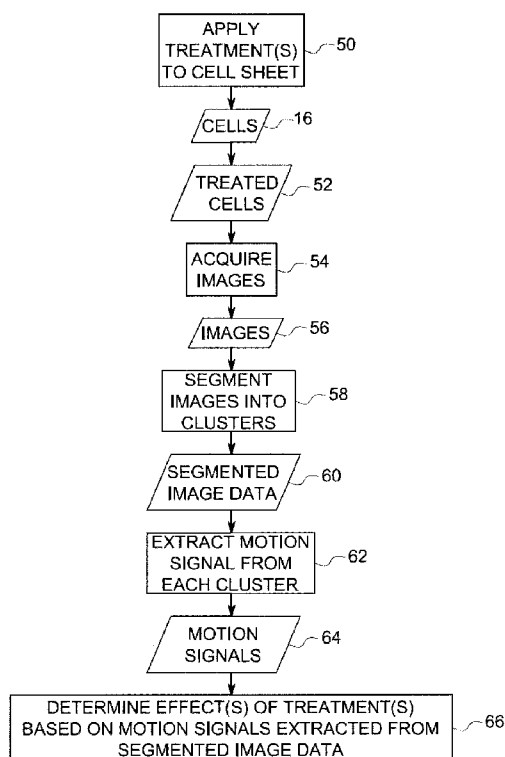 APPLY
TREATMENT(S)
TO CELL SHEET
50
CELLS
16
TREATED
CELLS
52
ACQUIRE
IMAGES
54
IMAGES
56
SEGMENT
IMAGES INTO
CLUSTERS
58
SEGMENTED
IMAGE DATA
60
EXTRACT MOTION
SIGNAL FROM
EACH CLUSTER
62
MOTION
SIGNALS
64
DETERMINE EFFECT(S) OF TREATMENT(S)
BASED ON MOTION SIGNALS EXTRACTED FROM
SEGMENTED IMAGE DATA
66